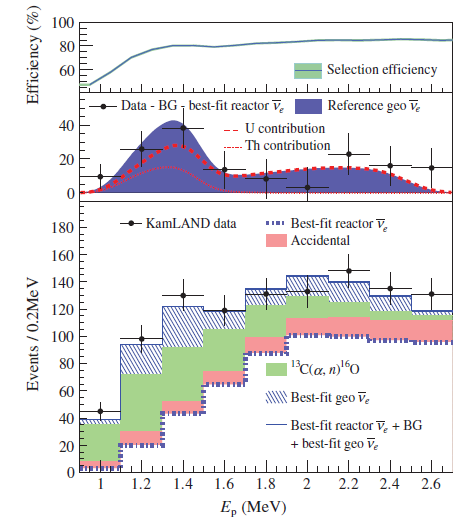 Efficiency (%)
100
80
60
Selection efficiency
Data - BG - best-fit reactor ν̅e
Reference geo ν̅e
U contribution
Th contribution
40
20
0
KamLAND data
Best-fit reactor ν̅e
Accidental
¹³C(α, n)¹⁶O
Best-fit geo ν̅e
Best-fit reactor ν̅e + BG
+ best-fit geo ν̅e
Events / 0.2MeV
180
160
140
120
100
80
60
40
20
0
1 1.2 1.4 1.6 1.8 2 2.2 2.4 2.6
Ep (MeV)